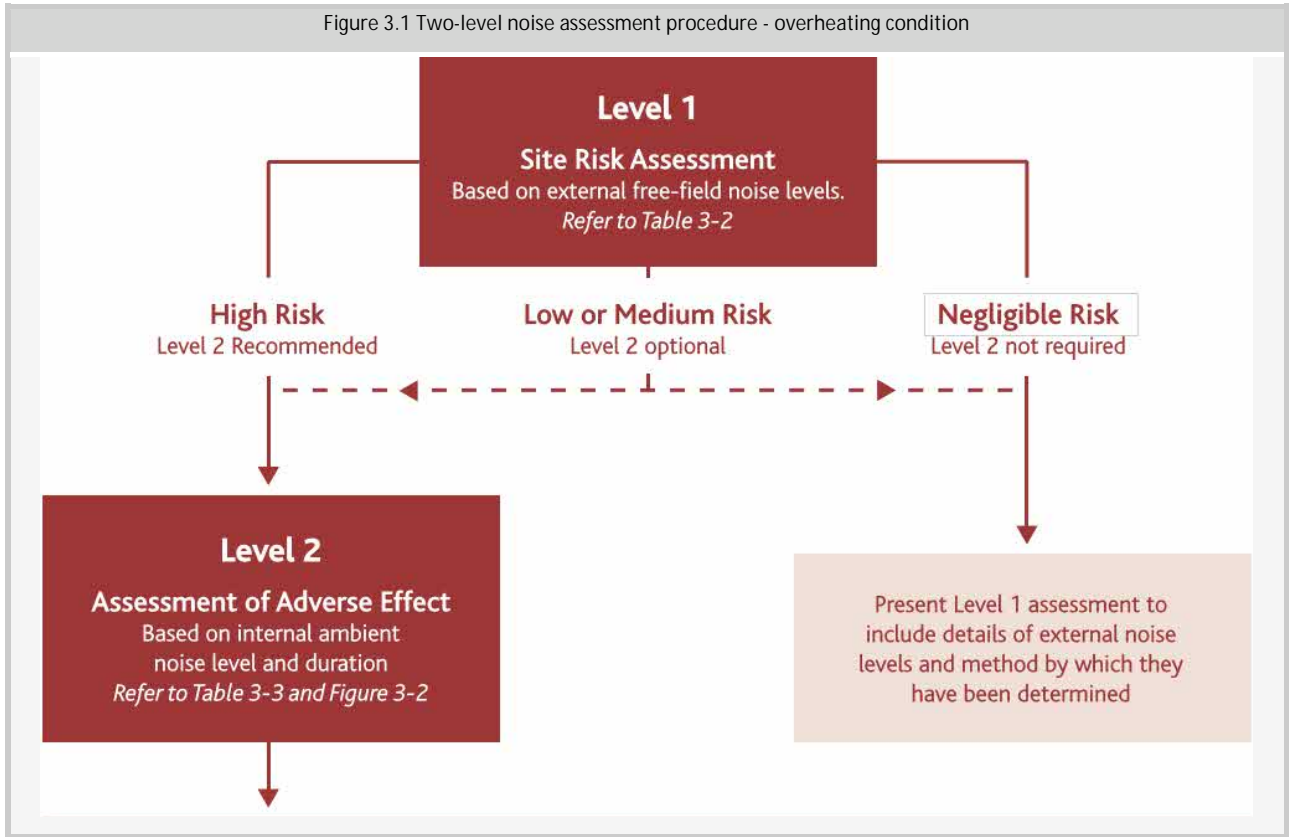 Figure 3.1 Two-level noise assessment procedure - overheating condition
Level 1
Site Risk Assessment
Based on external free-field noise levels.
Refer to Table 3-2
High Risk
Level 2 Recommended
Low or Medium Risk
Level 2 optional
Negligible Risk
Level 2 not required
Level 2
Assessment of Adverse Effect
Based on internal ambient
noise level and duration
Refer to Table 3-3 and Figure 3-2
Present Level 1 assessment to
include details of external noise
levels and method by which they
have been determined